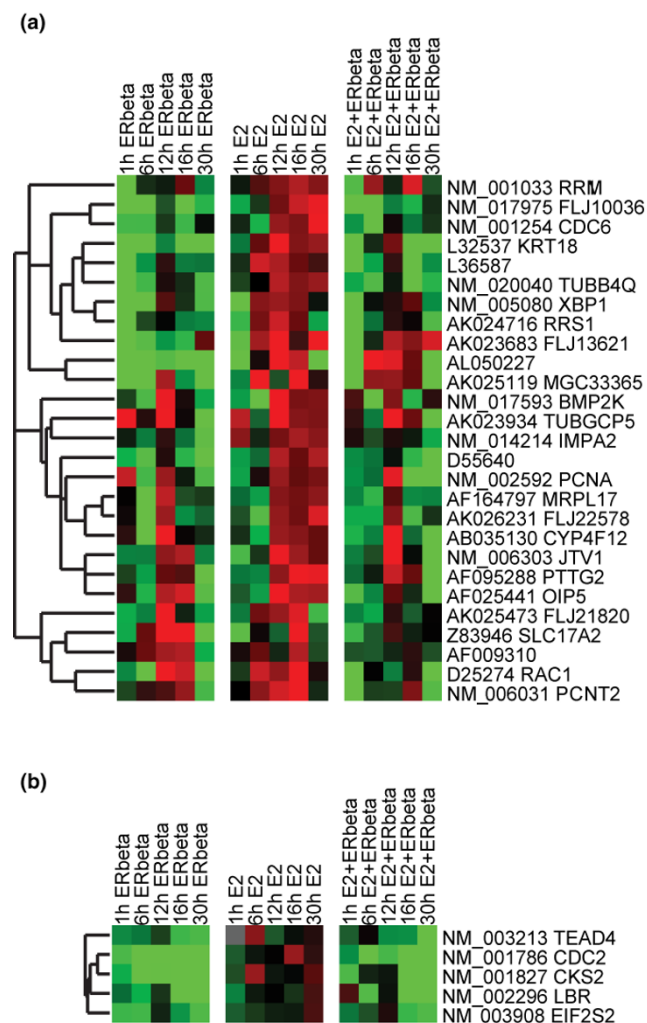 (a)
1h ERbeta
6h ERbeta
12h ERbeta
16h ERbeta
30h ERbeta
1h E2
6h E2
12h E2
16h E2
30h E2
1h E2+ERbeta
6h E2+ERbeta
12h E2+ERbeta
16h E2+ERbeta
30h E2+ERbeta
NM_001033
NM_017975 FLJ10036
NM_001254 CDC6
L32537 KRT18
L36587
NM_020040 TUBB4Q
NM_005080 XBP1
AK024716 RRS1
AK023683 FLJ13621
AL050227
AK025119 MGC33365
NM_017593 BMP2K
AK023934 TUBGCP5
NM_014214 IMPA2
D55640
NM_002592 PCNA
AF164797 MRPL17
AK026231 FLJ22578
AB035130 CYP4F12
NM_006303 JTV1
AF095288 PTTG2
AF025441 OIP5
AK025473 FLJ21820
Z83946 SLC17A2
AF009310
D25274 RAC1
NM_006031 PCNT2
(b)
1h ERbeta
6h ERbeta
12h ERbeta
16h ERbeta
30h ERbeta
1h E2
6h E2
12h E2
16h E2
30h E2
1h E2+ERbeta
6h E2+ERbeta
12h E2+ERbeta
16h E2+ERbeta
30h E2+ERbeta
NM_003213 TEAD4
NM_001786 CDC2
NM_001827 CKS2
NM_002296 LBR
NM_003908 EIF2S2